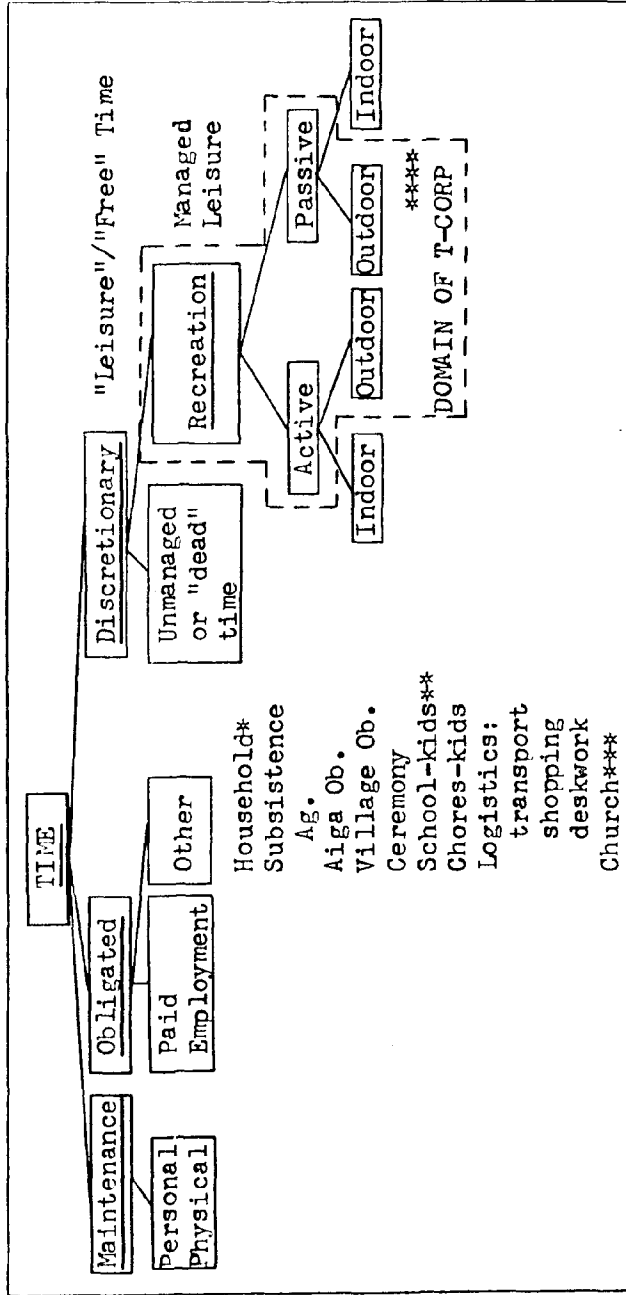 TIME
Maintenance
Obligated
Discretionary
"Leisure"/"Free" Time
Personal
Physical
Paid
Employment
Other
Unmanaged
or "dead"
time
Recreation
Managed
Leisure
Household*
Subsistence
Ag.
Aiga Ob.
Village Ob.
Ceremony
School-kids**
Chores-kids
Logistics:
transport
shopping
deskwork
Church***
Active
Passive
Indoor
Outdoor
Outdoor
Indoor
****
DOMAIN OF T-CORP